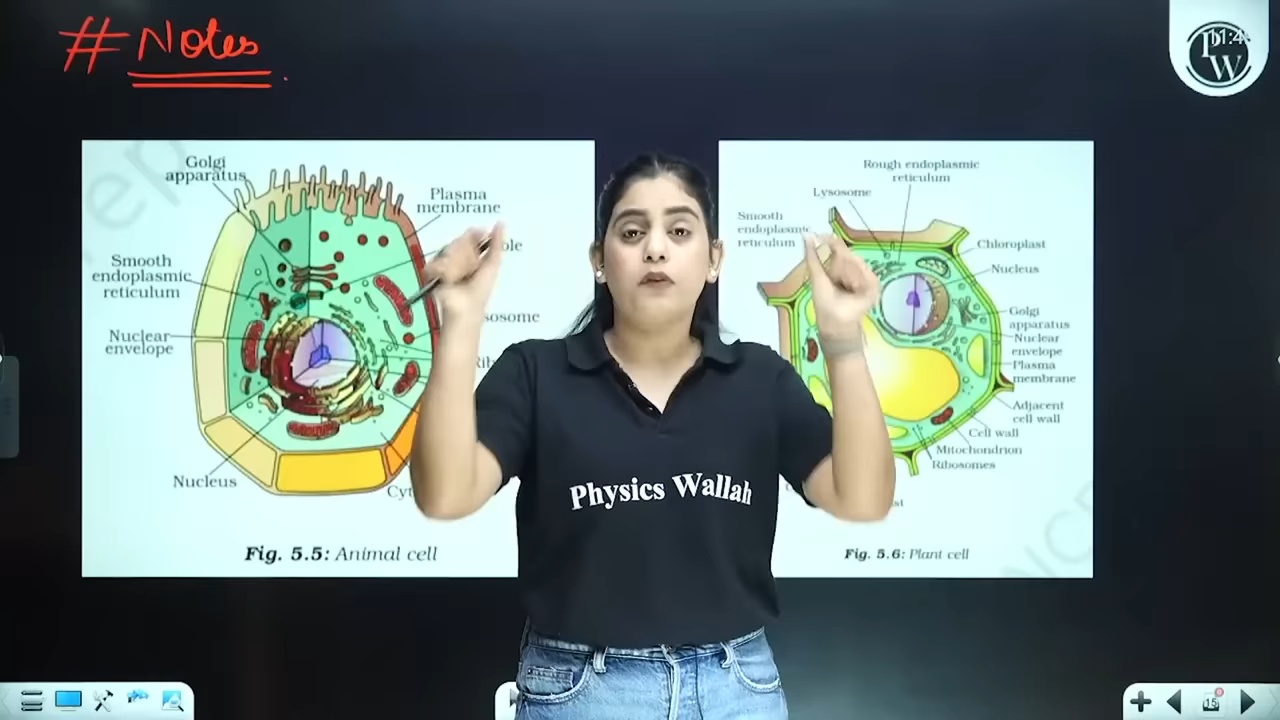 # Notes
Golgi
apparatus
Plasma
membrane
Smooth
endoplasmic
reticulum
Nuclear
envelope
Nucleus
Fig. 5.5: Animal cell
Rough endoplasmic
reticulum
Lysosome
Smooth
endoplasmic
reticulum
Chloroplast
Nucleus
Golgi
apparatus
Nuclear
envelope
Plasma
membrane
Adjacent
cell wall
Cell wall
Mitochondrion
Ribosomes
Fig. 5.6: Plant cell
Physics Wallah
PW
15